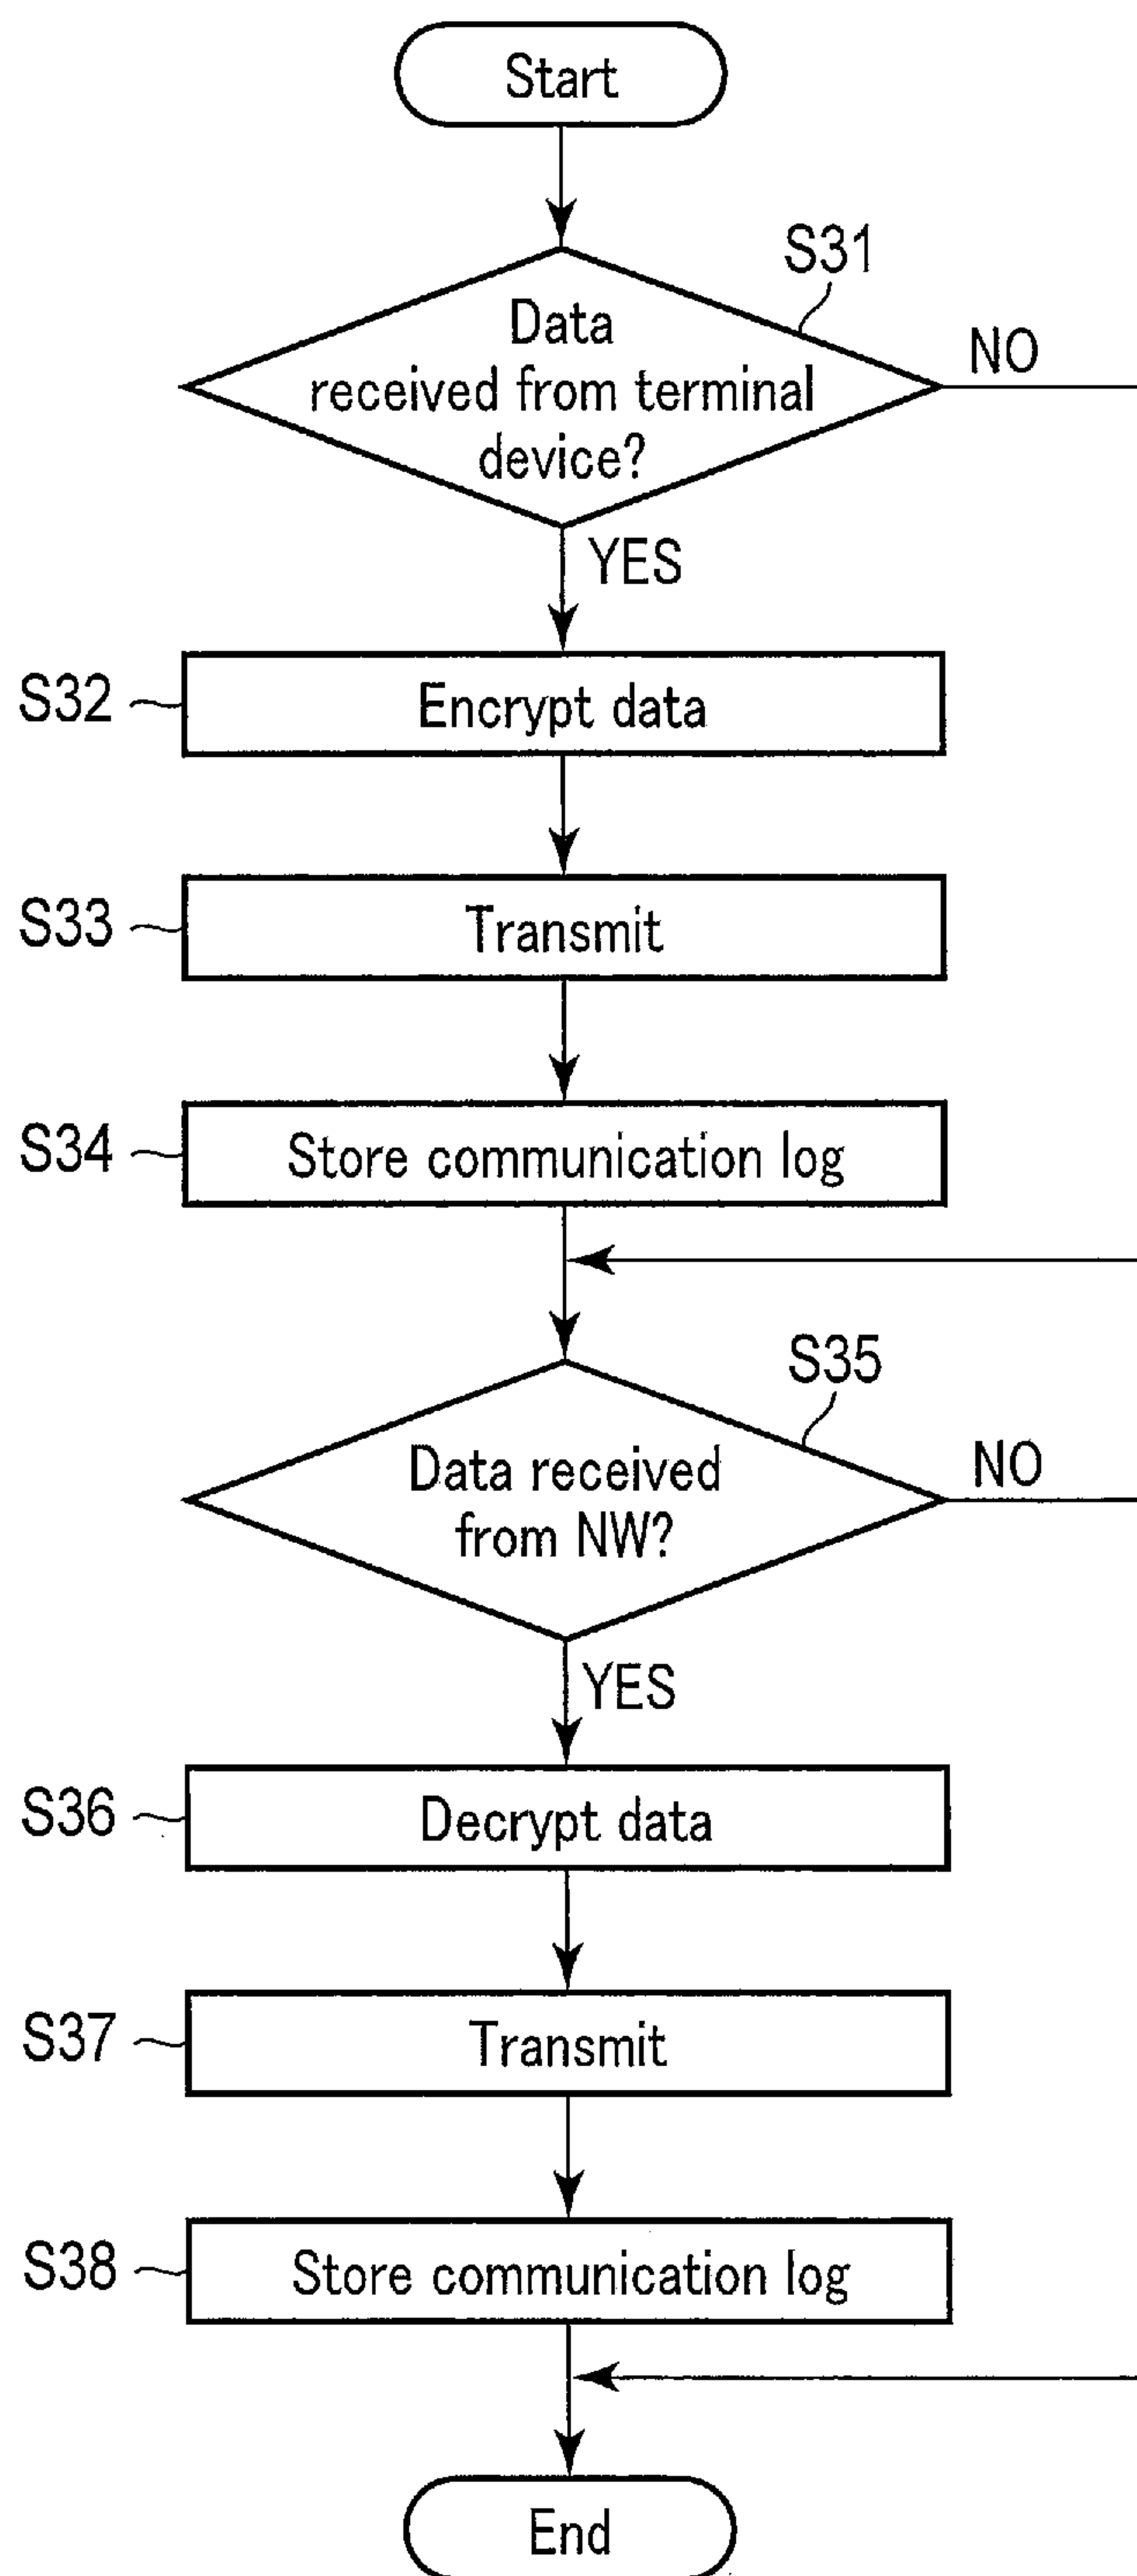 Start
S31
Data
received from terminal
device?
NO
YES
S32
Encrypt data
S33
Transmit
S34
Store communication log
S35
Data received
from NW?
NO
YES
S36
Decrypt data
S37
Transmit
S38
Store communication log
End